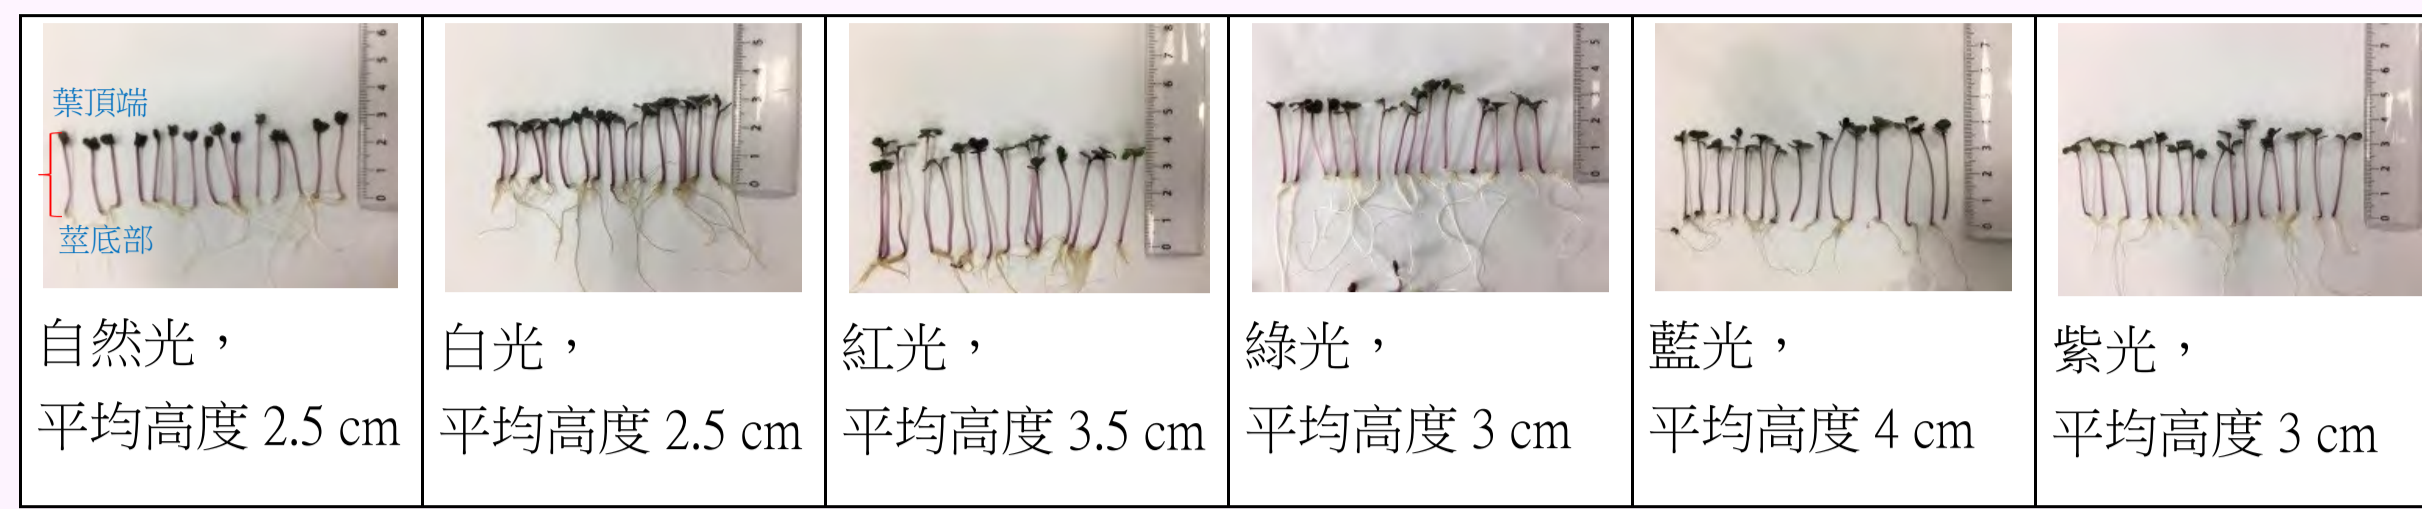 葉頂端
莖底部
自然光，
平均高度 2.5 cm
白光，
平均高度 2.5 cm
紅光，
平均高度 3.5 cm
綠光，
平均高度 3 cm
藍光，
平均高度 4 cm
紫光，
平均高度 3 cm